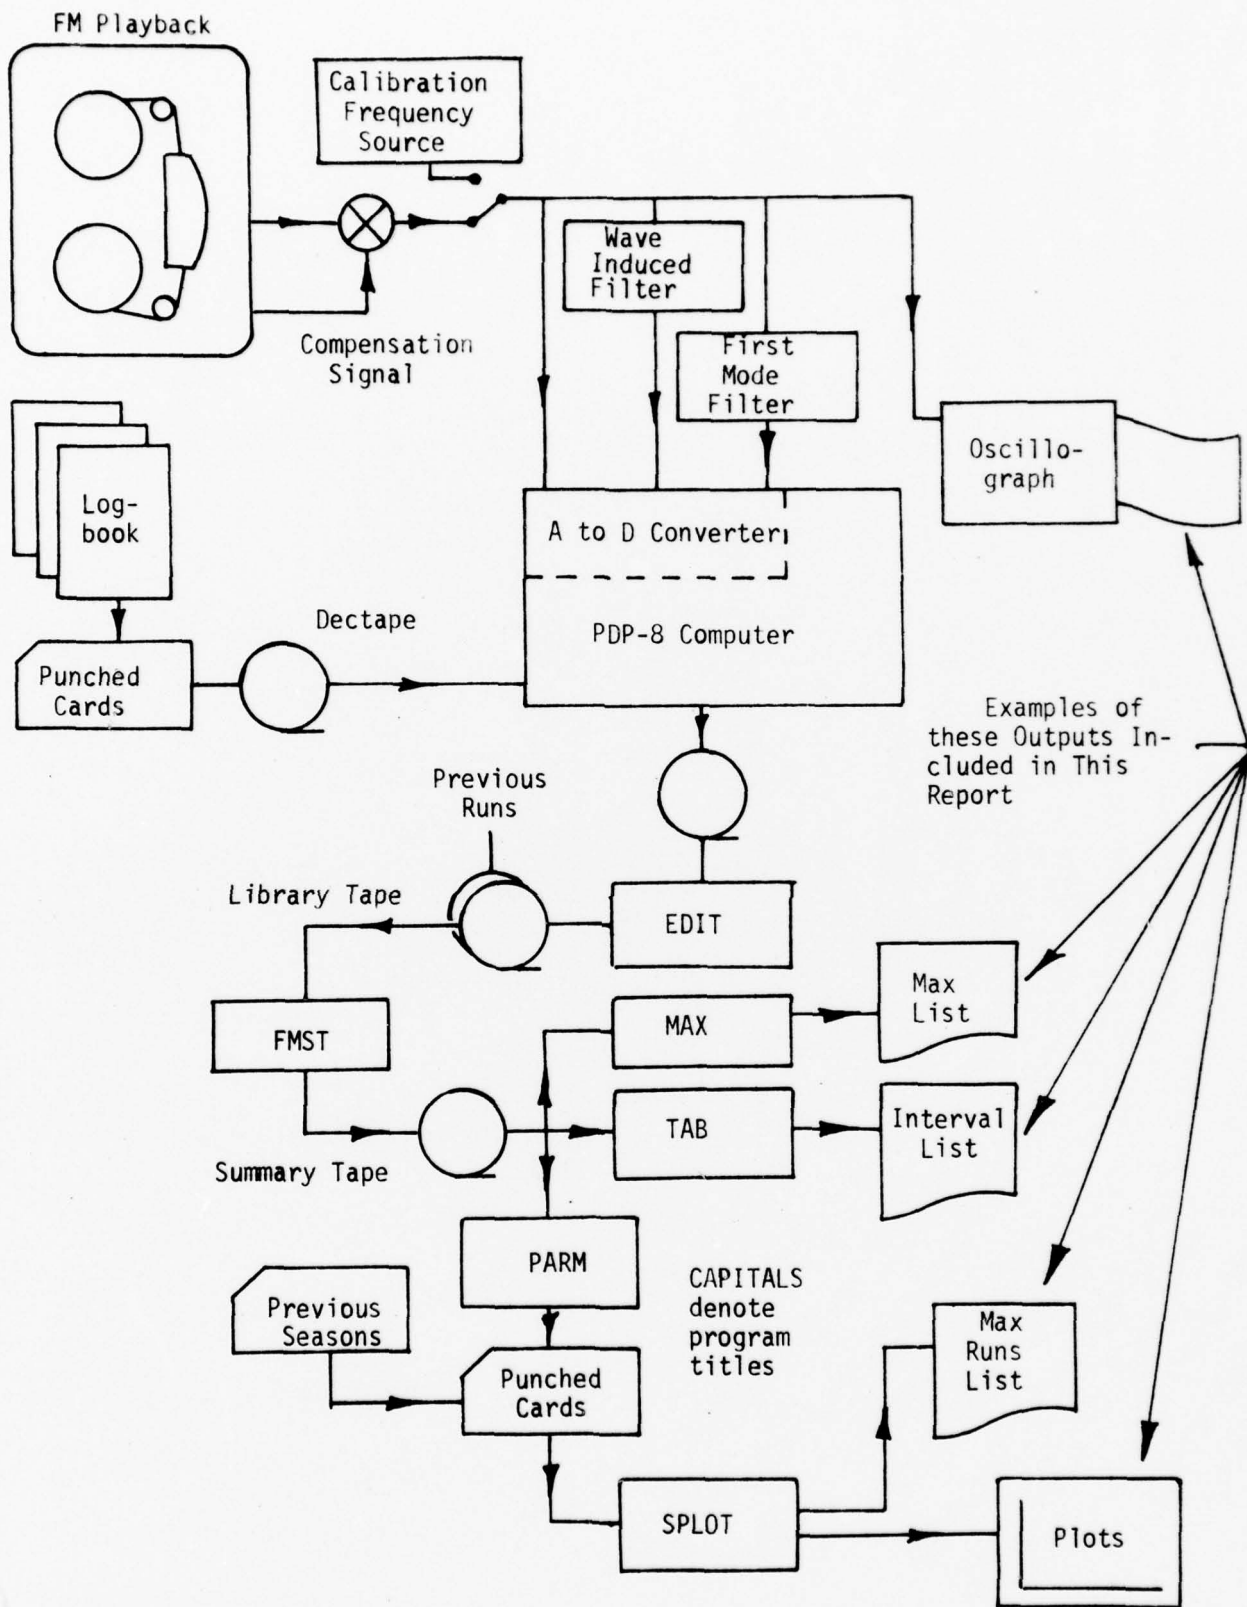 FM Playback
Calibration
Frequency
Source
Compensation
Signal
Wave
Induced
Filter
First
Mode
Filter
Oscillo-
graph
Log-
book
A to D Converter
PDP-8 Computer
Dectape
Punched
Cards
Examples of
these Outputs In-
cluded in This
Report
Previous
Runs
Library Tape
EDIT
Max
List
MAX
FMST
Interval
List
TAB
Summary Tape
PARM
CAPITALS
denote
program
titles
Previous
Seasons
Max
Runs
List
Punched
Cards
SPLOT
Plots